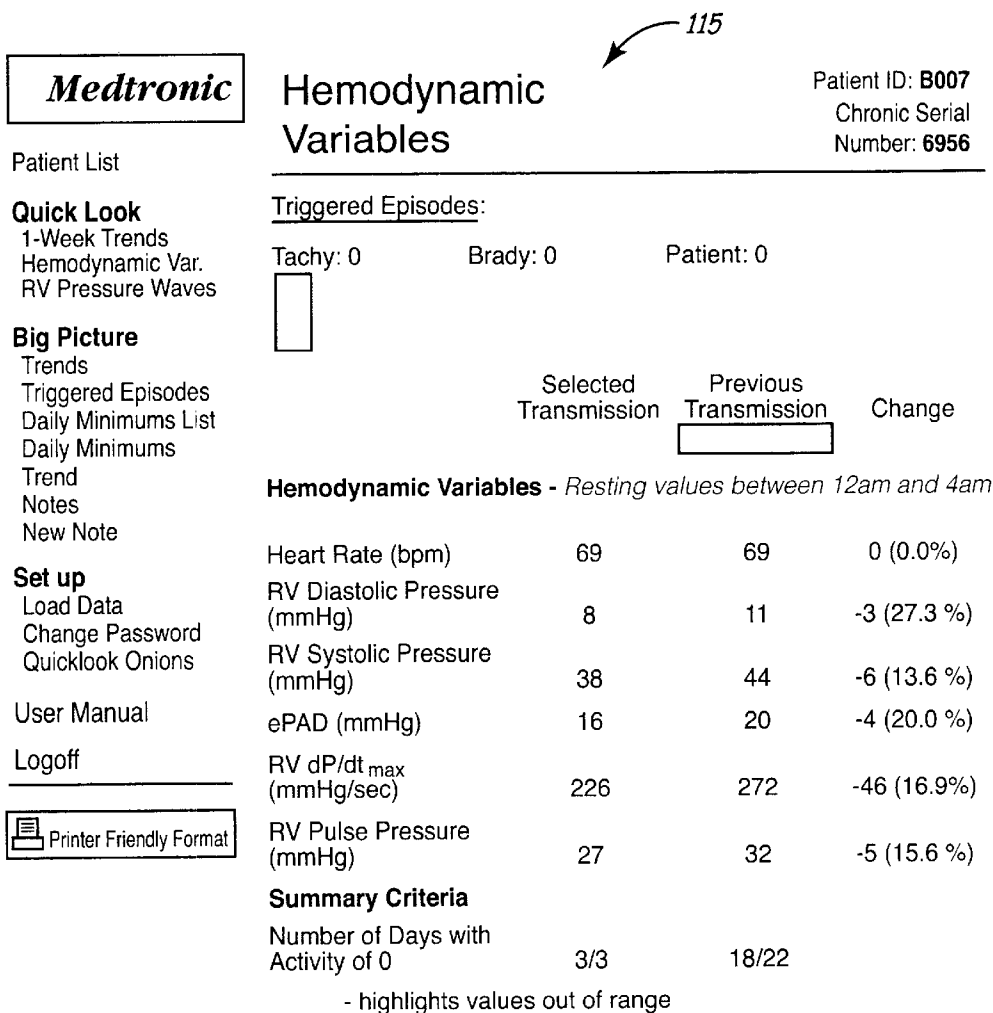 115
Medtronic
Hemodynamic
Variables
Patient ID: B007
Chronic Serial
Number: 6956
Patient List
Quick Look
1-Week Trends
Hemodynamic Var.
RV Pressure Waves
Big Picture
Trends
Triggered Episodes
Daily Minimums List
Daily Minimums
Trend
Notes
New Note
Set up
Load Data
Change Password
Quicklook Onions
User Manual
Logoff
Printer Friendly Format
Triggered Episodes:
Tachy: 0 Brady: 0 Patient: 0
Selected Previous
Transmission Transmission Change
Hemodynamic Variables - Resting values between 12am and 4am
Heart Rate (bpm) 69 69 0 (0.0%)
RV Diastolic Pressure
(mmHg) 8 11 -3 (27.3 %)
RV Systolic Pressure
(mmHg) 38 44 -6 (13.6 %)
ePAD (mmHg) 16 20 -4 (20.0 %)
RV dP/dt max
(mmHg/sec) 226 272 -46 (16.9%)
RV Pulse Pressure
(mmHg) 27 32 -5 (15.6 %)
Summary Criteria
Number of Days with
Activity of 0 3/3 18/22
- highlights values out of range